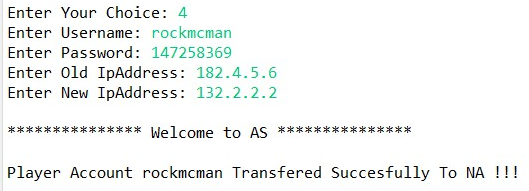 Enter Your Choice: 4
Enter Username: rockmcman
Enter Password: 147258369
Enter Old IpAddress: 182.4.5.6
Enter New IpAddress: 132.2.2.2
*************** Welcome to AS ***************
Player Account rockmcman Transfered Succesfully To NA !!!